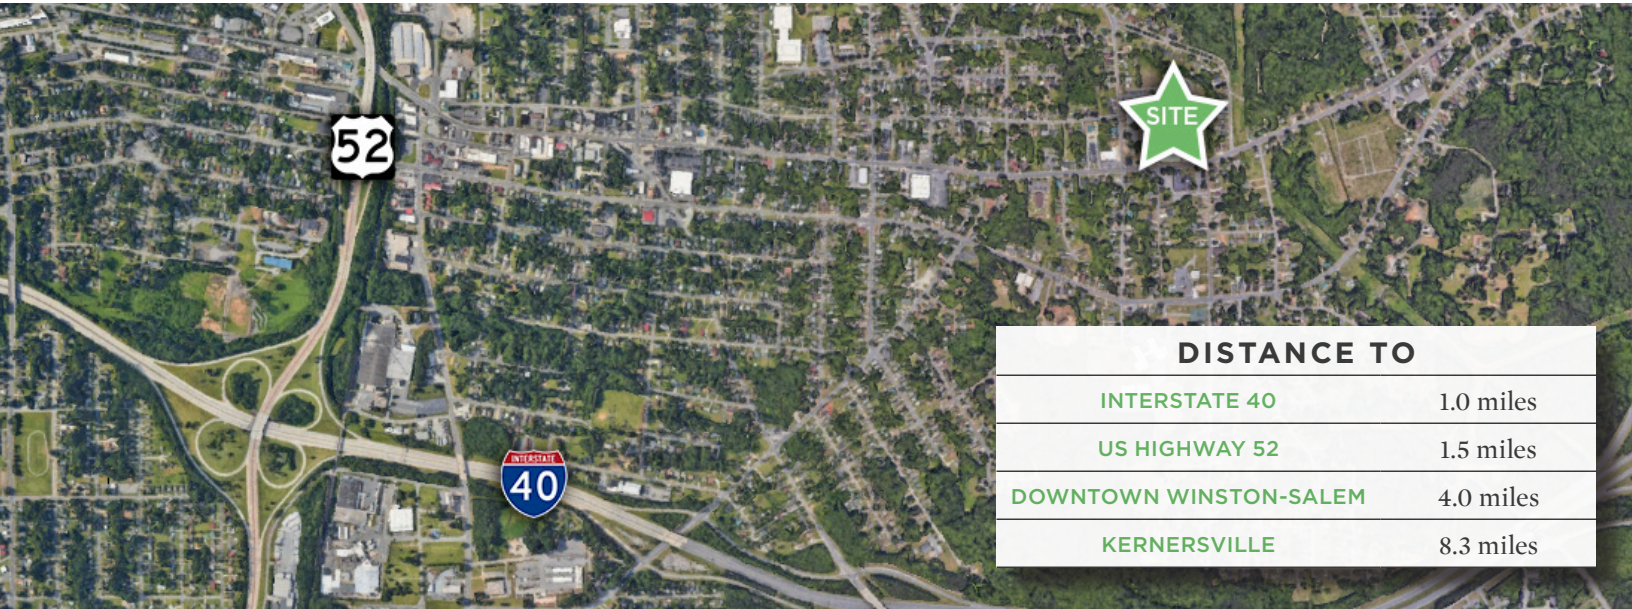 SITE
52
INTERSTATE
40
DISTANCE TO
INTERSTATE 40 1.0 miles
US HIGHWAY 52 1.5 miles
DOWNTOWN WINSTON-SALEM 4.0 miles
KERNERSVILLE 8.3 miles